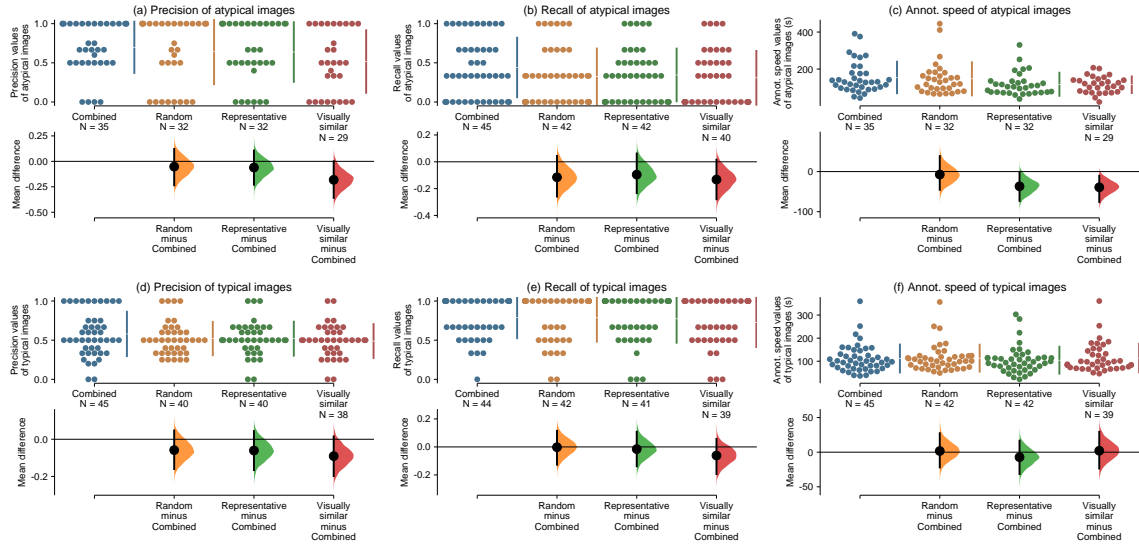 (a) Precision of atypical images
Precision values
of atypical images
1.0
0.5
0.0
Combined
N = 35
Random
N = 32
Representative
N = 32
Visually
similar
N = 29
Mean difference
0.25
0.00
-0.25
-0.50
Random
minus
Combined
Representative
minus
Combined
Visually
similar
minus
Combined
(b) Recall of atypical images
Recall values
of atypical images
1.0
0.5
0.0
Combined
N = 45
Random
N = 42
Representative
N = 42
Visually
similar
N = 40
Mean difference
0.2
-0.0
-0.2
-0.4
Random
minus
Combined
Representative
minus
Combined
Visually
similar
minus
Combined
(c) Annot. speed of atypical images
Annot. speed values
of atypical images (s)
400
200
Combined
N = 35
Random
N = 32
Representative
N = 32
Visually
similar
N = 29
Mean difference
0
-100
Random
minus
Combined
Representative
minus
Combined
Visually
similar
minus
Combined
(d) Precision of typical images
Precision values
of typical images
1.0
0.5
0.0
Combined
N = 45
Random
N = 40
Representative
N = 40
Visually
similar
N = 38
Mean difference
0.0
-0.2
Random
minus
Combined
Representative
minus
Combined
Visually
similar
minus
Combined
(e) Recall of typical images
Recall values
of typical images
1.0
0.5
0.0
Combined
N = 44
Random
N = 42
Representative
N = 41
Visually
similar
N = 39
Mean difference
0.2
0.0
-0.2
Random
minus
Combined
Representative
minus
Combined
Visually
similar
minus
Combined
(f) Annot. speed of typical images
Annot. speed values
of typical images (s)
300
200
100
Combined
N = 45
Random
N = 42
Representative
N = 42
Visually
similar
N = 39
Mean difference
50
0
-50
Random
minus
Combined
Representative
minus
Combined
Visually
similar
minus
Combined